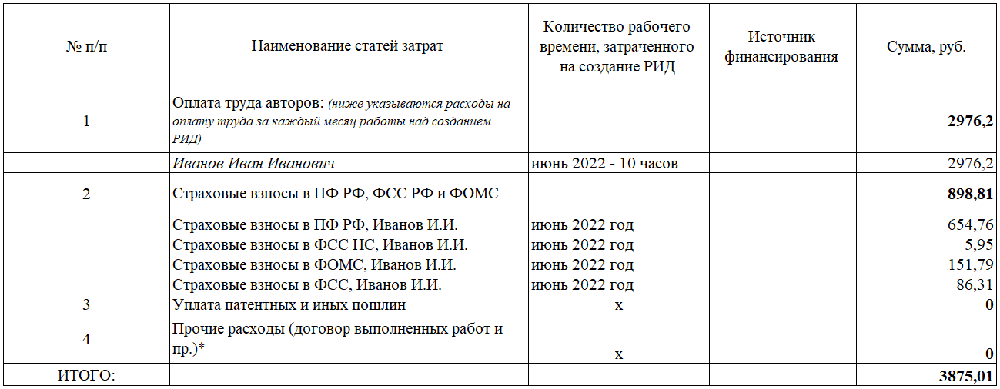 № п/п
Наименование статей затрат
Количество рабочего
времени, затраченного
на создание РИД
Источник
финансирования
Сумма, руб.
1
Оплата труда авторов: (ниже указываются расходы на
оплату труда за каждый месяц работы над созданием
РИД)
2976,2
Иванов Иван Иванович
июнь 2022 - 10 часов
2976,2
2
Страховые взносы в ПФ РФ, ФСС РФ и ФОМС
898,81
Страховые взносы в ПФ РФ, Иванов И.И.
июнь 2022 год
654,76
Страховые взносы в ФСС НС, Иванов И.И.
июнь 2022 год
5,95
Страховые взносы в ФОМС, Иванов И.И.
июнь 2022 год
151,79
Страховые взносы в ФСС, Иванов И.И.
июнь 2022 год
86,31
3
Уплата патентных и иных пошлин
х
0
4
Прочие расходы (договор выполненных работ и
пр.)*
х
0
ИТОГО:
3875,01